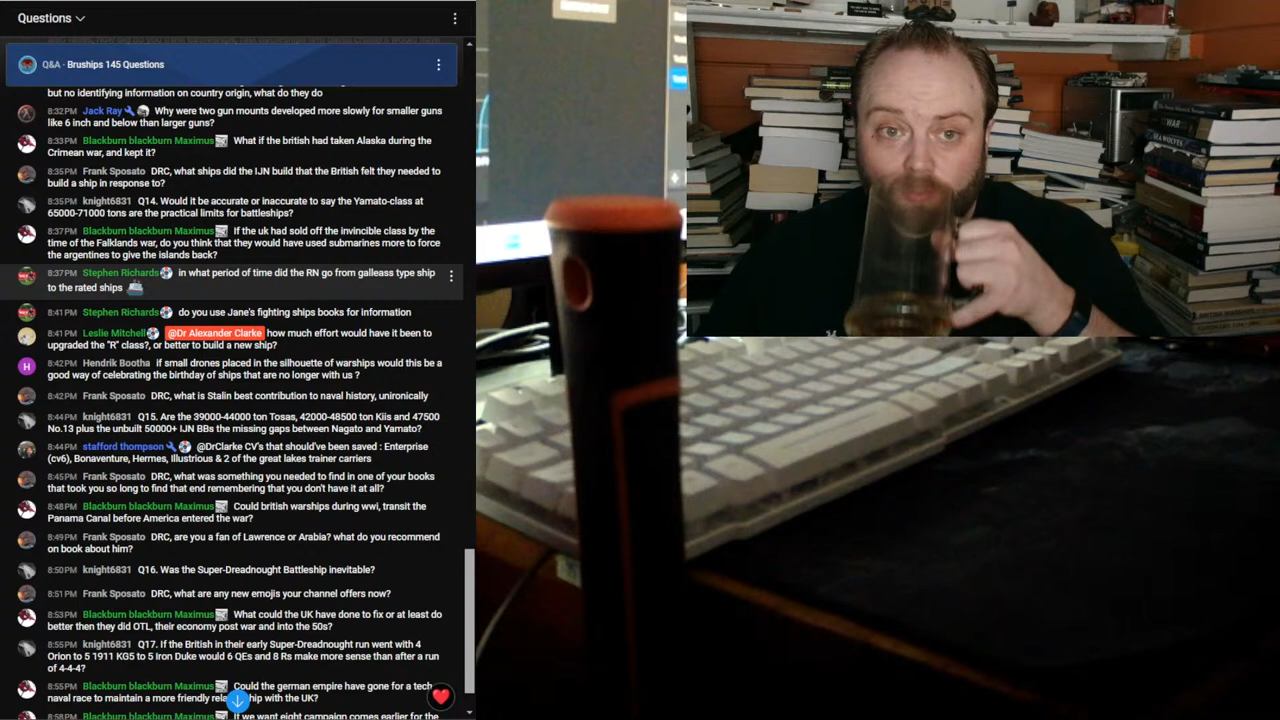 Questions
Q&A · Bruships 145 Questions
but no identifying information on country origin, what do they do
8:32PM Jack Ray Why were two gun mounts developed more slowly for smaller guns
like 6 inch and below than larger guns?
8:33PM Blackburn blackburn Maximus What if the british had taken Alaska during the
Crimean war, and kept it?
8:35PM Frank Sposato DRC, what ships did the IJN build that the British felt they needed to
build a ship in response to?
8:35PM knight6831 Q14. Would it be accurate or inaccurate to say the Yamato-class at
65000-71000 tons are the practical limits for battleships?
8:37PM Blackburn blackburn Maximus If the uk had sold off the invincible class by the
time of the Falklands war, do you think that they would have used submarines more to force
the argentines to give the islands back?
8:37PM Stephen Richards in what period of time did the RN go from galleass type ship
to the rated ships
8:41PM Stephen Richards do you use Jane's fighting ships books for information
8:41PM Leslie Mitchell @Dr Alexander Clarke how much effort would have it been to
upgraded the "R" class?, or better to build a new ship?
H
8:42PM Hendrik Bootha if small drones placed in the silhouette of warships would this be a
good way of celebrating the birthday of ships that are no longer with us ?
8:42PM Frank Sposato DRC, what is Stalin best contribution to naval history, unironically
8:44PM knight6831 Q15. Are the 39000-44000 ton Tosas, 42000-48500 ton Kiis and 47500
No.13 plus the unbuilt 50000+ IJN BBs the missing gaps between Nagato and Yamato?
8:44PM stafford thompson @DrClarke CV's that should've been saved : Enterprise
(cv6), Bonaventure, Hermes, Illustrious & 2 of the great lakes trainer carriers
8:45PM Frank Sposato DRC, what was something you needed to find in one of your books
that took you so long to find that end remembering that you don't have it at all?
8:48PM Blackburn blackburn Maximus Could british warships during wwi, transit the
Panama Canal before America entered the war?
8:49PM Frank Sposato DRC, are you a fan of Lawrence or Arabia? what do you recommend
on book about him?
8:50PM knight6831 Q16. Was the Super-Dreadnought Battleship inevitable?
8:51PM Frank Sposato DRC, what are any new emojis your channel offers now?
8:53PM Blackburn blackburn Maximus What could the UK have done to fix or at least do
better then they did OTL, their economy post war and into the 50s?
8:55PM knight6831 Q17. If the British in their early Super-Dreadnought run went with 4
Orion to 5 1911 KG5 to 5 Iron Duke would 6 QEs and 8 Rs make more sense than after a run
of 4-4-4?
8:55PM Blackburn blackburn Maximus Could the german empire have gone for a tech
naval race to maintain a more friendly with the UK?
8:58PM Blackburn blackburn Maximus If we want eight campaign comes earlier for the
WAR
SEA WOLVES